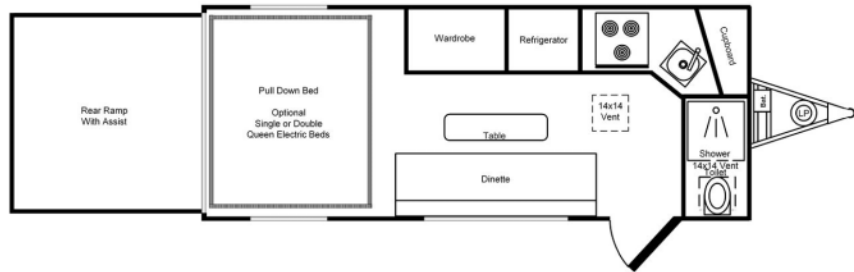 Rear Ramp
With Assist
Pull Down Bed
Optional
Single or Double
Queen Electric Beds
Wardrobe
Refrigerator
Cupboard
14x14
Vent
Table
Dinette
Shower
14x14 Vent
Toilet
Bat.
LP